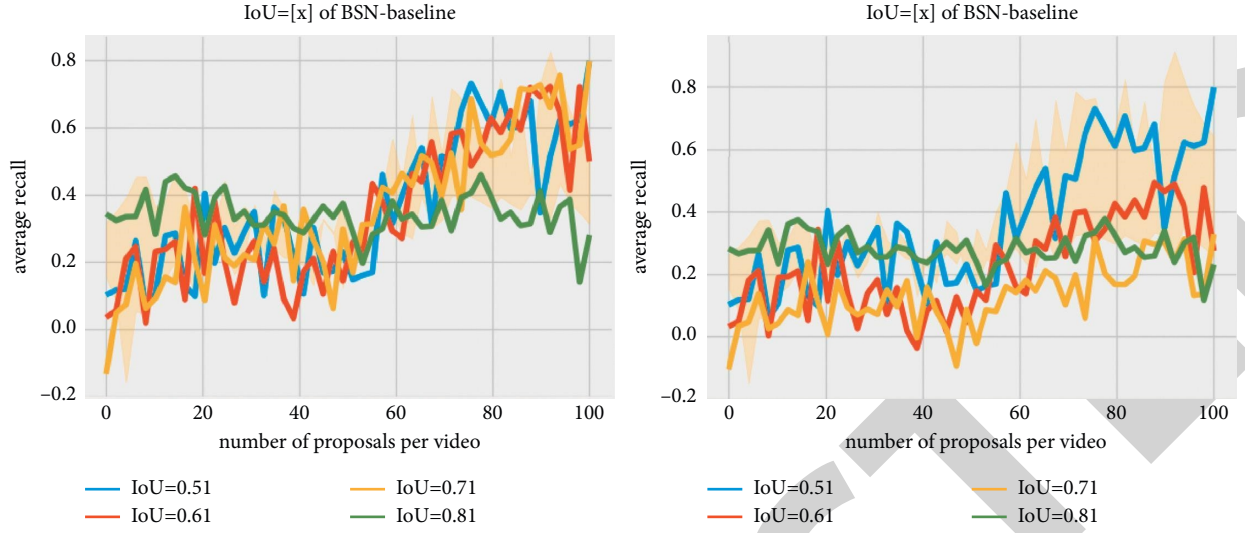 IoU=[x] of BSN-baseline
0.8
0.6
0.4
0.2
0.0
–0.2
average recall
0 20 40 60 80 100
number of proposals per video
IoU=0.51 IoU=0.71
IoU=0.61 IoU=0.81
IoU=[x] of BSN-baseline
0.8
0.6
0.4
0.2
0.0
–0.2
average recall
0 20 40 60 80 100
number of proposals per video
IoU=0.51 IoU=0.71
IoU=0.61 IoU=0.81